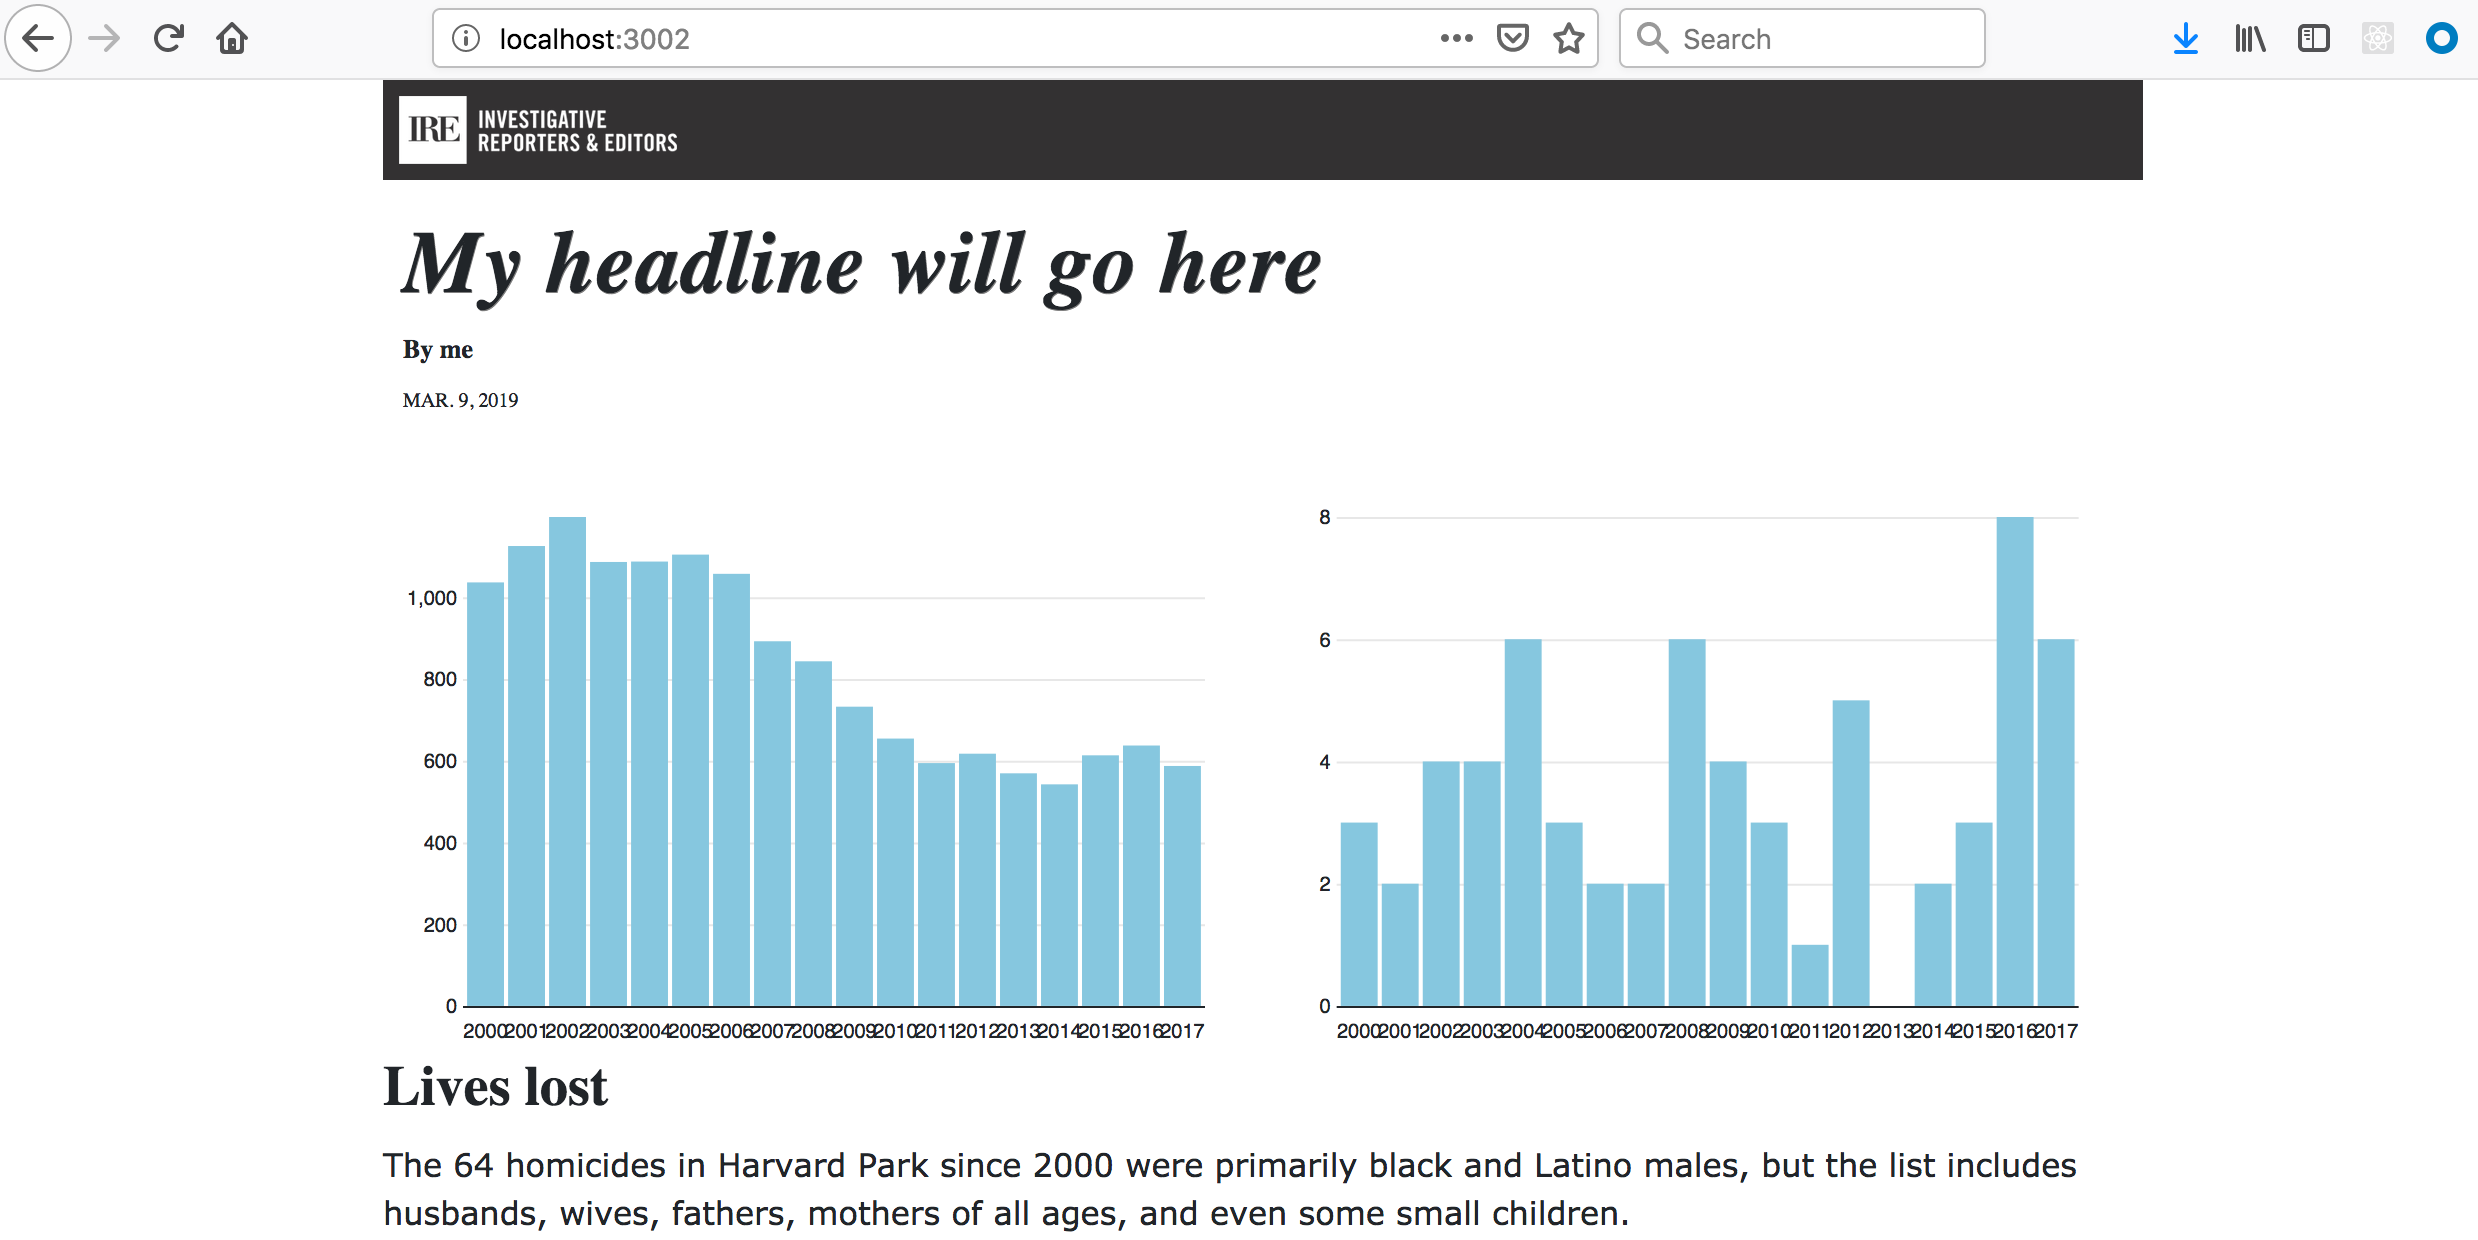 localhost:3002
Search
IRE
INVESTIGATIVE
REPORTERS & EDITORS
My headline will go here
By me
MAR. 9, 2019
1,000
800
600
400
200
0
2000 2001 2002 2003 2004 2005 2006 2007 2008 2009 2010 2011 2012 2013 2014 2015 2016 2017
8
6
4
2
0
2000 2001 2002 2003 2004 2005 2006 2007 2008 2009 2010 2011 2012 2013 2014 2015 2016 2017
Lives lost
The 64 homicides in Harvard Park since 2000 were primarily black and Latino males, but the list includes
husbands, wives, fathers, mothers of all ages, and even some small children.